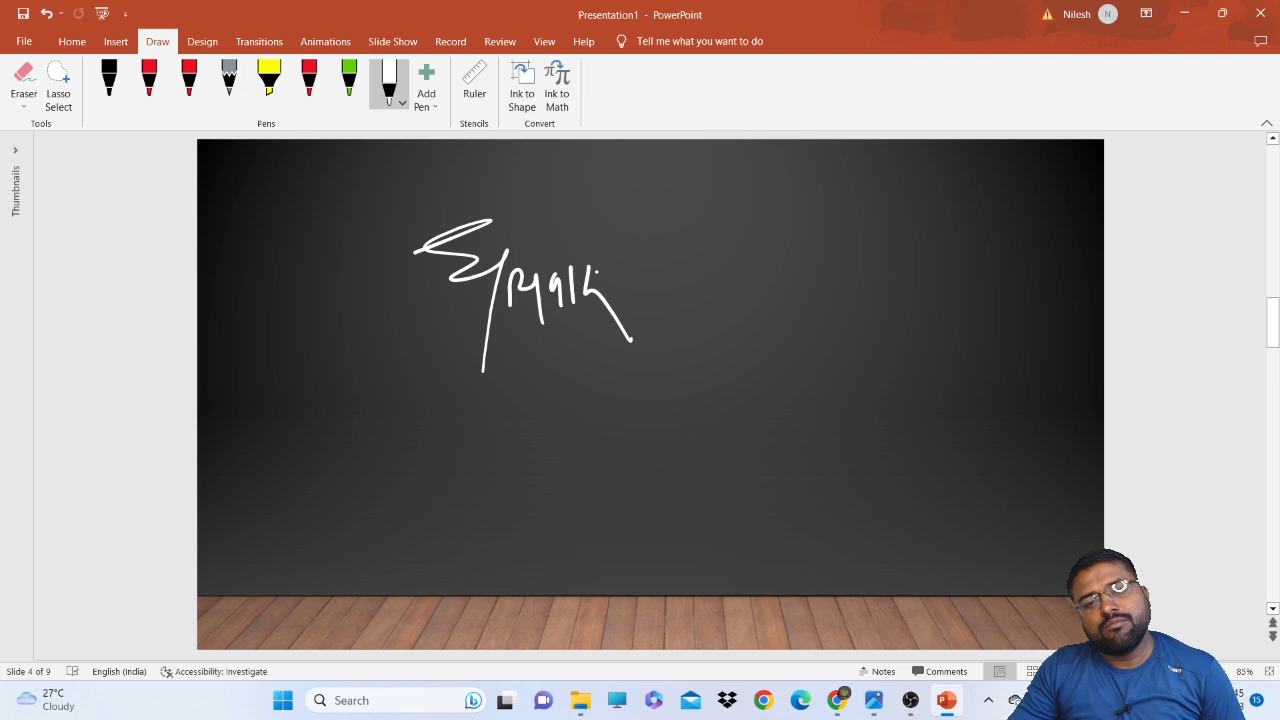 Presentation1 - PowerPoint
Nilesh
N
File
Home
Insert
Draw
Design
Transitions
Animations
Slide Show
Record
Review
View
Help
Tell me what you want to do
Eraser
Lasso
Select
Add
Pen
Ruler
Ink to
Shape
Ink to
Math
Tools
Pens
Stencils
Convert
Thumbnails
Slide 4 of 9
English (India)
Accessibility: Investigate
Notes
Comments
85%
27°C
Cloudy
Search
15